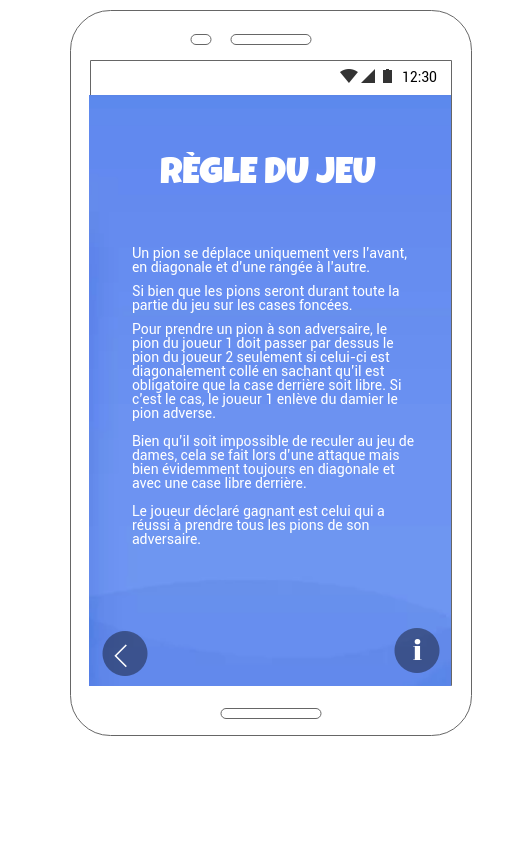 12:30
RÈGLE DU JEU
Un pion se déplace uniquement vers l'avant,
en diagonale et d'une rangée à l'autre.
Si bien que les pions seront durant toute la
partie du jeu sur les cases foncées.
Pour prendre un pion à son adversaire, le
pion du joueur 1 doit passer par dessus le
pion du joueur 2 seulement si celui-ci est
diagonalement collé en sachant qu'il est
obligatoire que la case derrière soit libre. Si
c'est le cas, le joueur 1 enlève du damier le
pion adverse.
Bien qu'il soit impossible de reculer au jeu de
dames, cela se fait lors d'une attaque mais
bien évidemment toujours en diagonale et
avec une case libre derrière.
Le joueur déclaré gagnant est celui qui a
réussi à prendre tous les pions de son
adversaire.
i